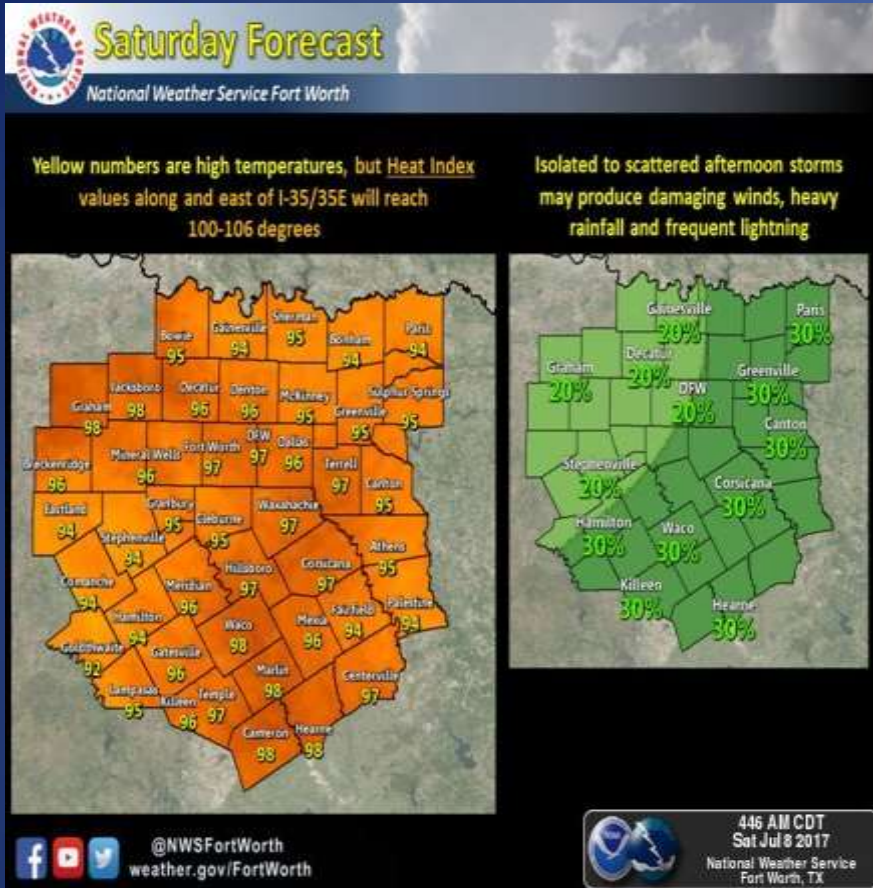 NATIONAL WEATHER SERVICE
Saturday Forecast
National Weather Service Fort Worth
Yellow numbers are high temperatures, but Heat Index
values along and east of I-35/35E will reach
100-106 degrees
Isolated to scattered afternoon storms
may produce damaging winds, heavy
rainfall and frequent lightning
Bowie
95
Gainesville
94
Sherman
95
Bonham
94
Paris
94
Graham
98
Jacksboro
98
Decatur
96
Denton
96
McKinney
95
Greenville
95
Sulphur Springs
95
Breckenridge
96
Mineral Wells
96
Fort Worth
97
DFW
97
Dallas
96
Terrell
97
Canton
95
Eastland
94
Stephenville
94
Granbury
95
Cleburne
95
Waxahachie
97
Athens
95
Comanche
94
Hamilton
94
Meridian
96
Hillsboro
97
Corsicana
97
Palestine
94
Goldthwaite
92
Gatesville
96
Waco
98
Mexia
96
Fairfield
94
Lampasas
95
Killeen
96
Temple
97
Marlin
98
Centerville
97
Cameron
98
Hearne
98
Gainesville
20%
Paris
30%
Graham
20%
Decatur
20%
DFW
20%
Greenville
30%
Canton
30%
Stephenville
20%
Corsicana
30%
Hamilton
30%
Waco
30%
Killeen
30%
Hearne
30%
@NWSFortWorth
weather.gov/FortWorth
446 AM CDT
Sat Jul 8 2017
National Weather Service
Fort Worth, TX